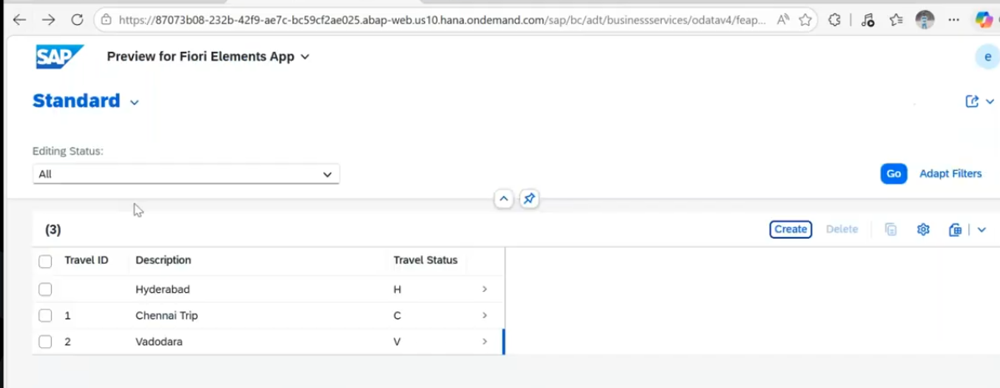 https://87073b08-232b-42f9-ae7c-bc59cf2ae025.abap-web.us10.hana.ondemand.com/sap/bc/adt/businessservices/odatav4/feap...
SAP Preview for Fiori Elements App e
Standard
Editing Status:
All
Go Adapt Filters
(3) Create Delete
Travel ID Description Travel Status
Hyderabad H
1 Chennai Trip C
2 Vadodara V